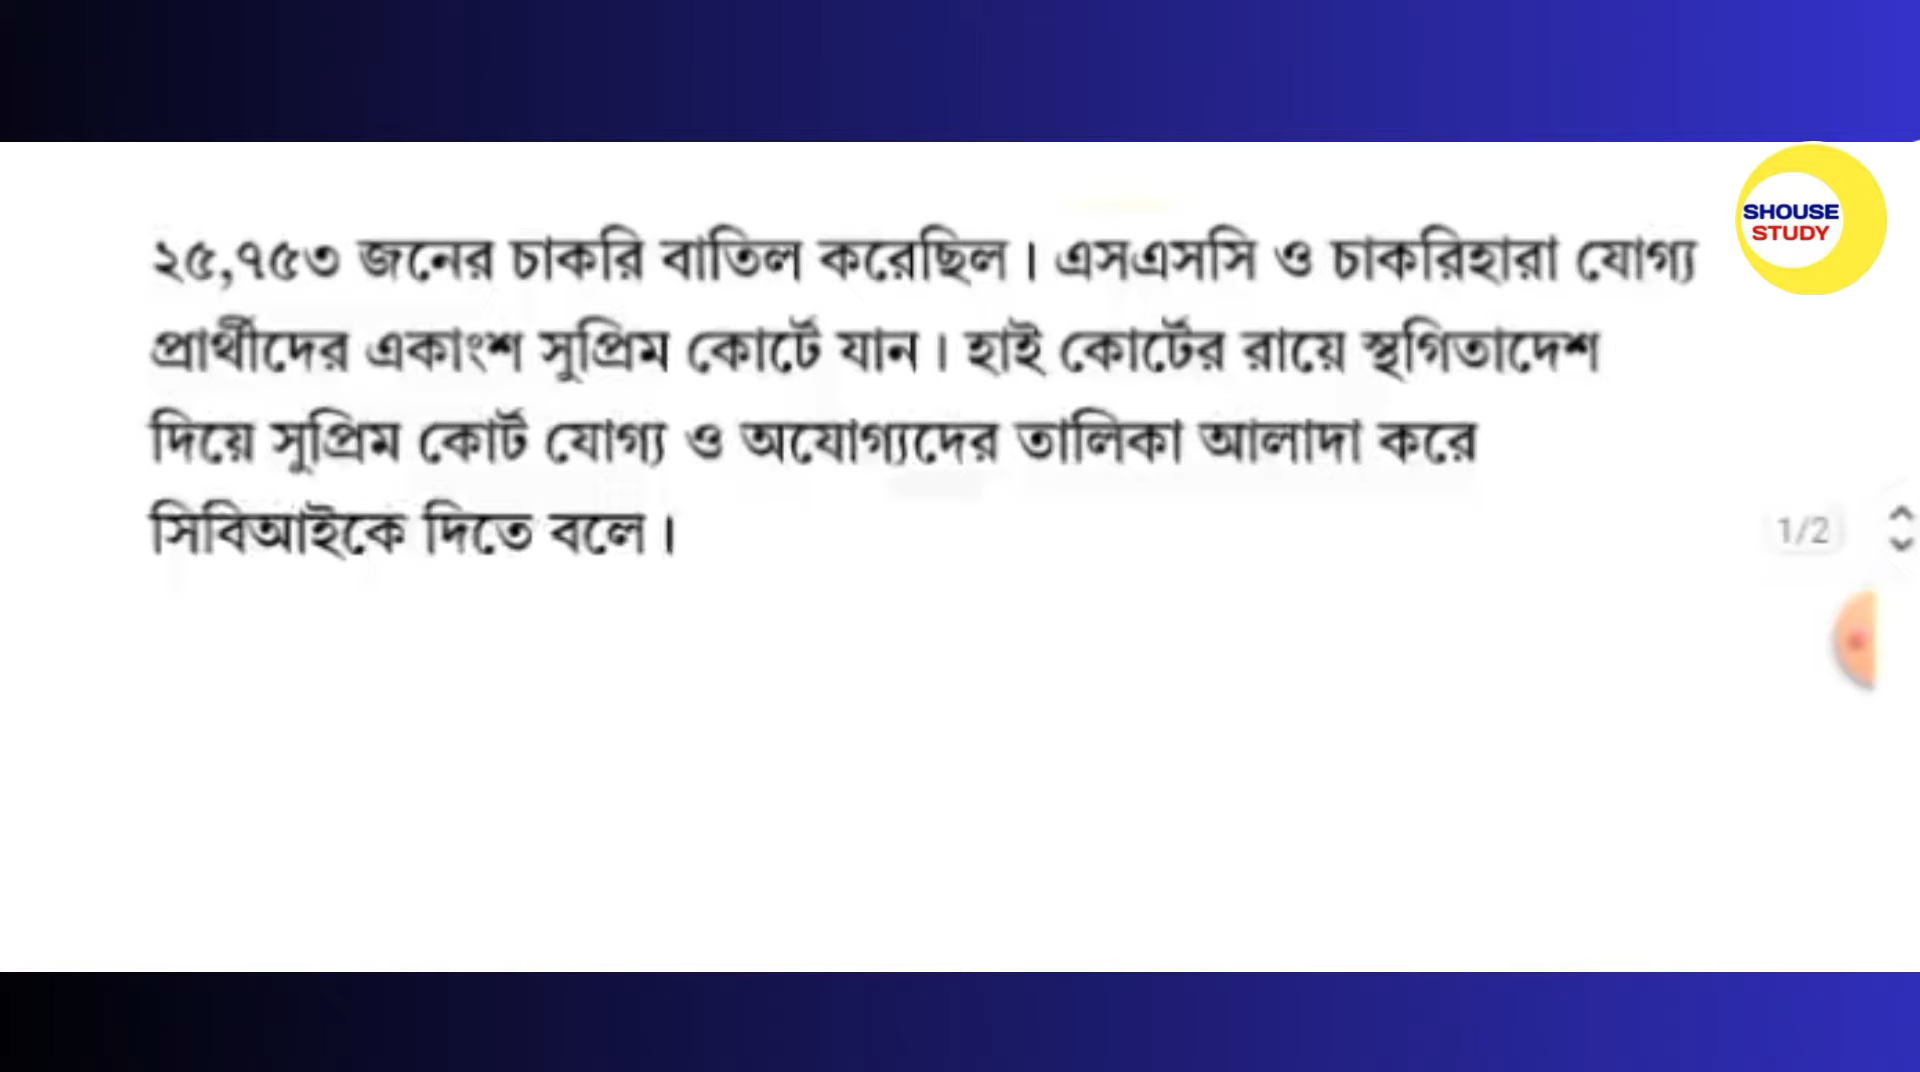 SHOUSE
STUDY
২৫,৭৫৩ জনের চাকরি বাতিল করেছিল। এসএসসি ও চাকরিহারা যোগ্য
প্রার্থীদের একাংশ সুপ্রিম কোর্টে যান। হাই কোর্টের রায়ে স্থগিতাদেশ
দিয়ে সুপ্রিম কোর্ট যোগ্য ও অযোগ্যদের তালিকা আলাদা করে
সিবিআইকে দিতে বলে।
1/2